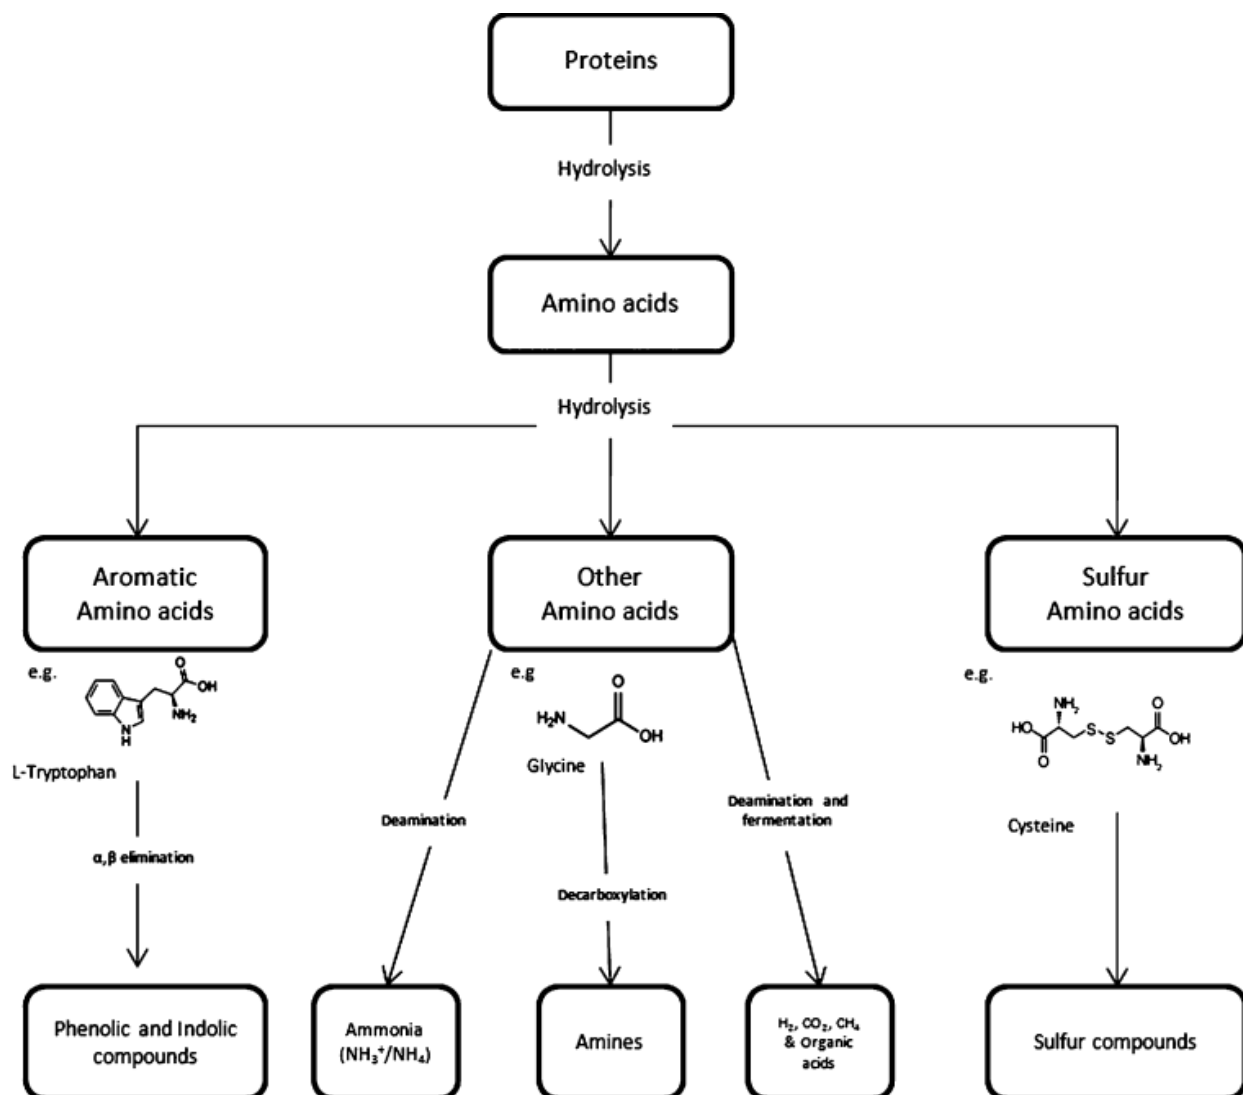 Proteins
Hydrolysis
Amino acids
Hydrolysis
Aromatic
Amino acids
Other
Amino acids
Sulfur
Amino acids
e.g.
O
OH
NH₂
N
H
L-Tryptophan
e.g
O
H₂N
OH
Glycine
e.g.
NH₂
O
HO
S
S
OH
O
NH₂
Cysteine
α,β elimination
Deamination
Decarboxylation
Deamination and
fermentation
Phenolic and Indolic
compounds
Ammonia
(NH₃⁺/NH₄)
Amines
H₂, CO₂, CH₄
& Organic
acids
Sulfur compounds